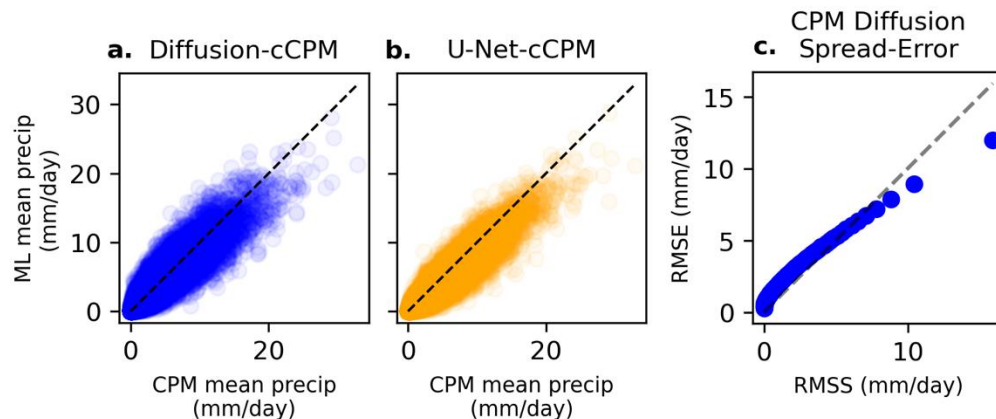 a. Diffusion-cCPM
ML mean precip
(mm/day)
30
20
10
0
0
20
CPM mean precip
(mm/day)
b. U-Net-cCPM
0
20
CPM mean precip
(mm/day)
CPM Diffusion
c. Spread-Error
RMSE (mm/day)
15
10
5
0
0
10
RMSS (mm/day)